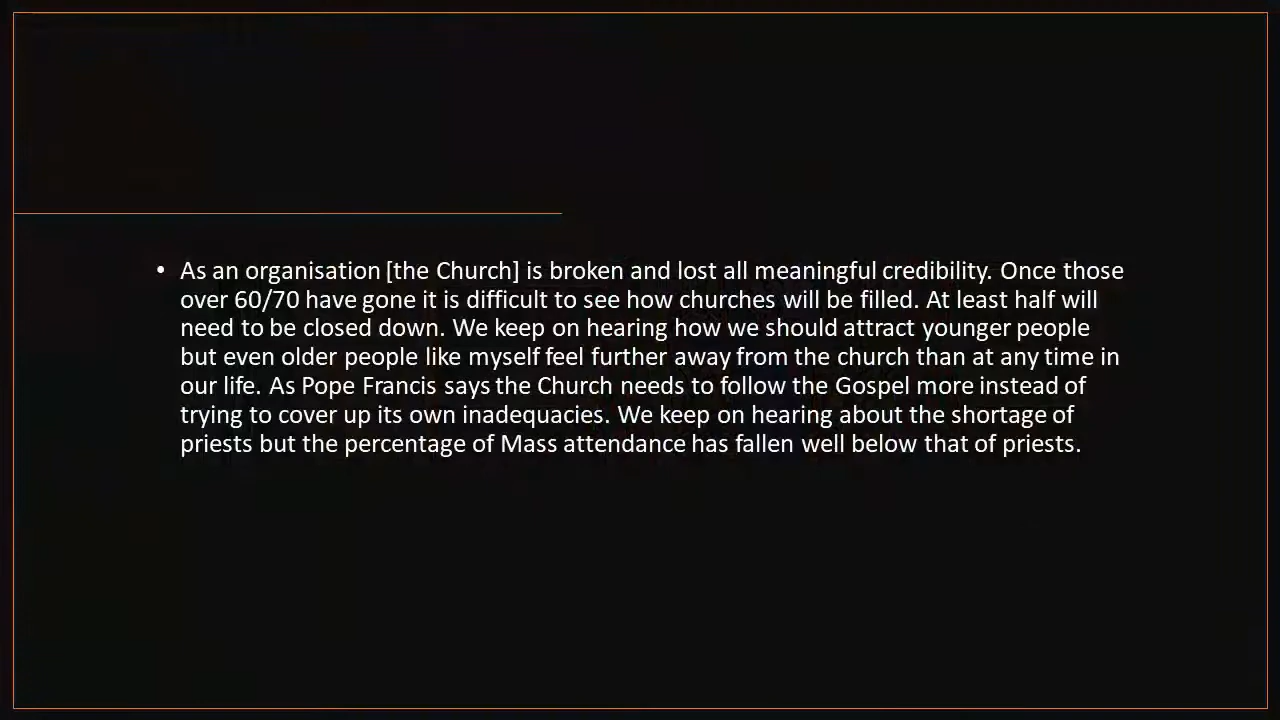 • As an organisation [the Church] is broken and lost all meaningful credibility. Once those
over 60/70 have gone it is difficult to see how churches will be filled. At least half will
need to be closed down. We keep on hearing how we should attract younger people
but even older people like myself feel further away from the church than at any time in
our life. As Pope Francis says the Church needs to follow the Gospel more instead of
trying to cover up its own inadequacies. We keep on hearing about the shortage of
priests but the percentage of Mass attendance has fallen well below that of priests.